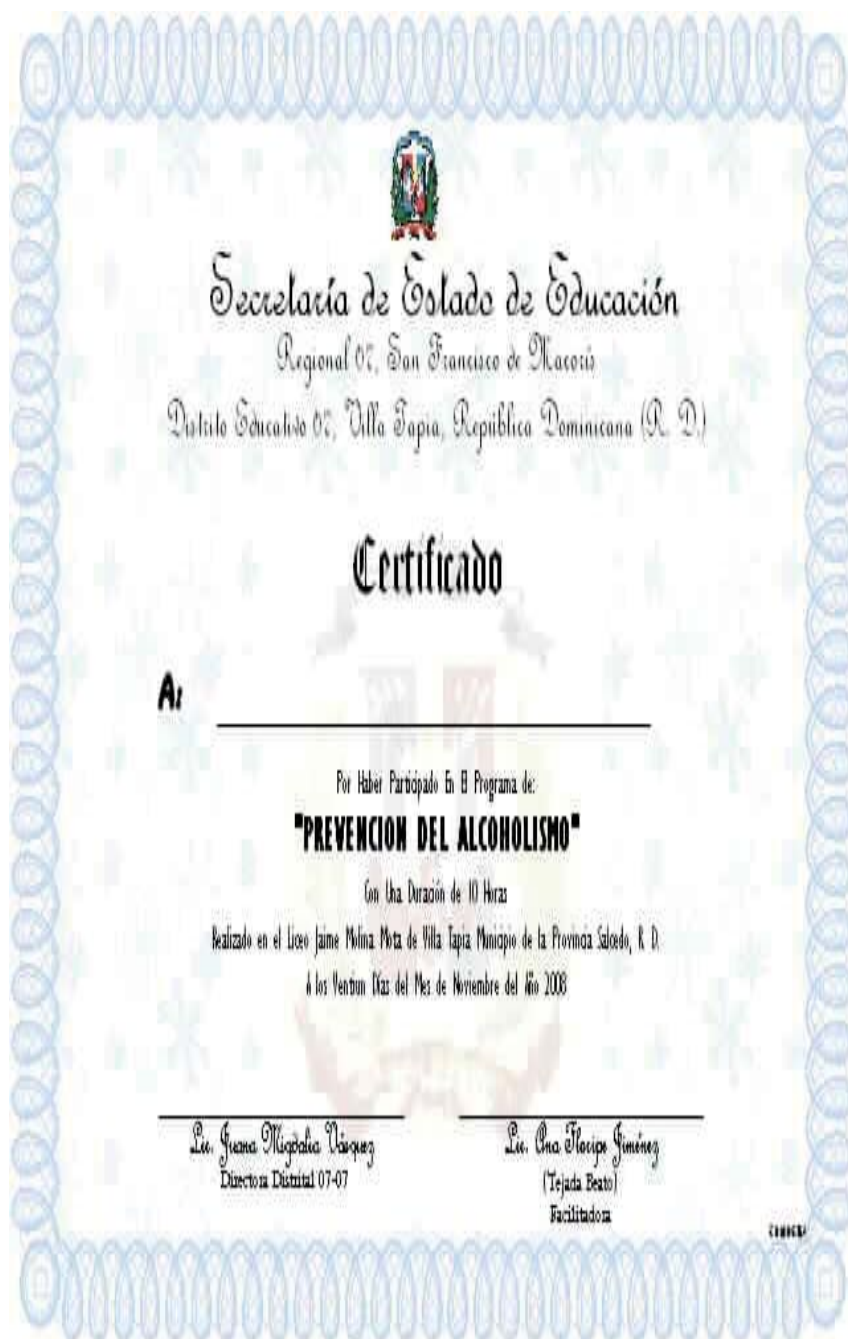 Secretaría de Estado de Educación
Regional 07, San Francisco de Macorís
Distrito Educativo 07, Villa Tapia, República Dominicana (R. D.)
Certificado
A:
Por Haber Participado En El Programa de:
"PREVENCION DEL ALCOHOLISMO"
Con Una Duración de 10 Horas
Realizado en el Liceo Jaime Molina Mota de Villa Tapia Municipio de la Provincia Salcedo, R. D.
A los Ventiun Días del Mes de Noviembre del Año 2008
Lic. Juana Migdalia Vásquez
Lic. Ana Jiménez
Directora Distrital 07-07
(Tejada Beato)
Facilitadora